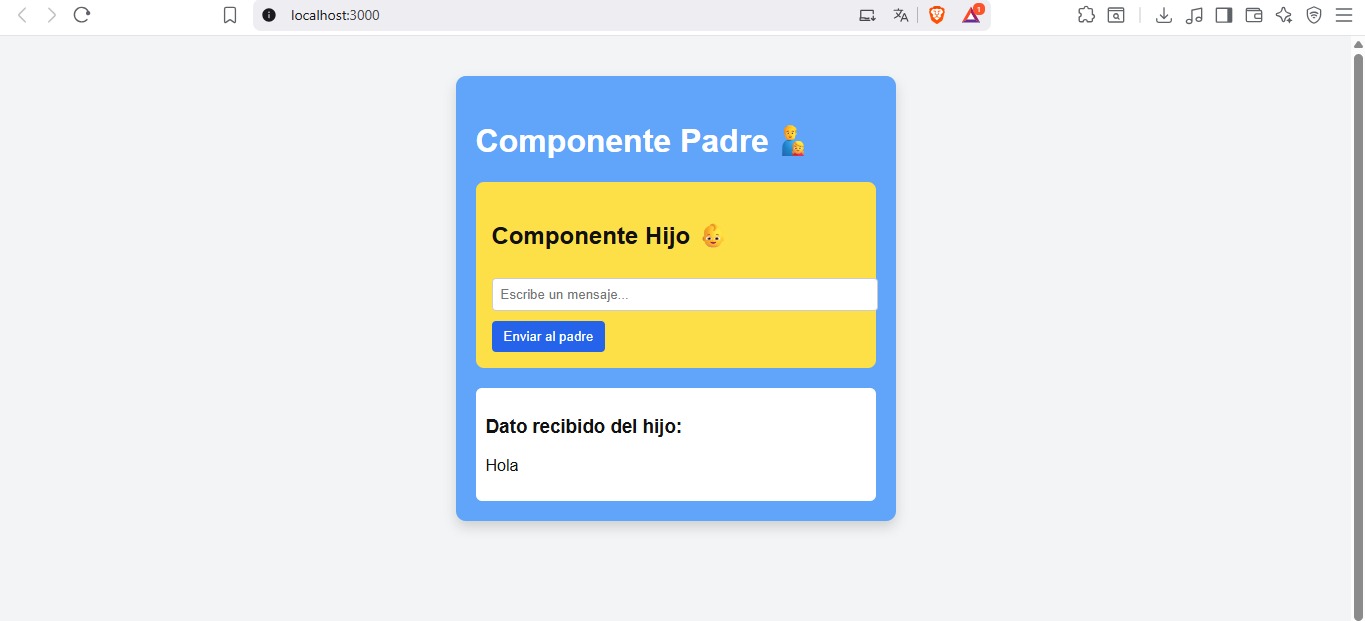 localhost:3000
1
Componente Padre 👨‍👦
Componente Hijo 👶
Escribe un mensaje...
Enviar al padre
Dato recibido del hijo:
Hola